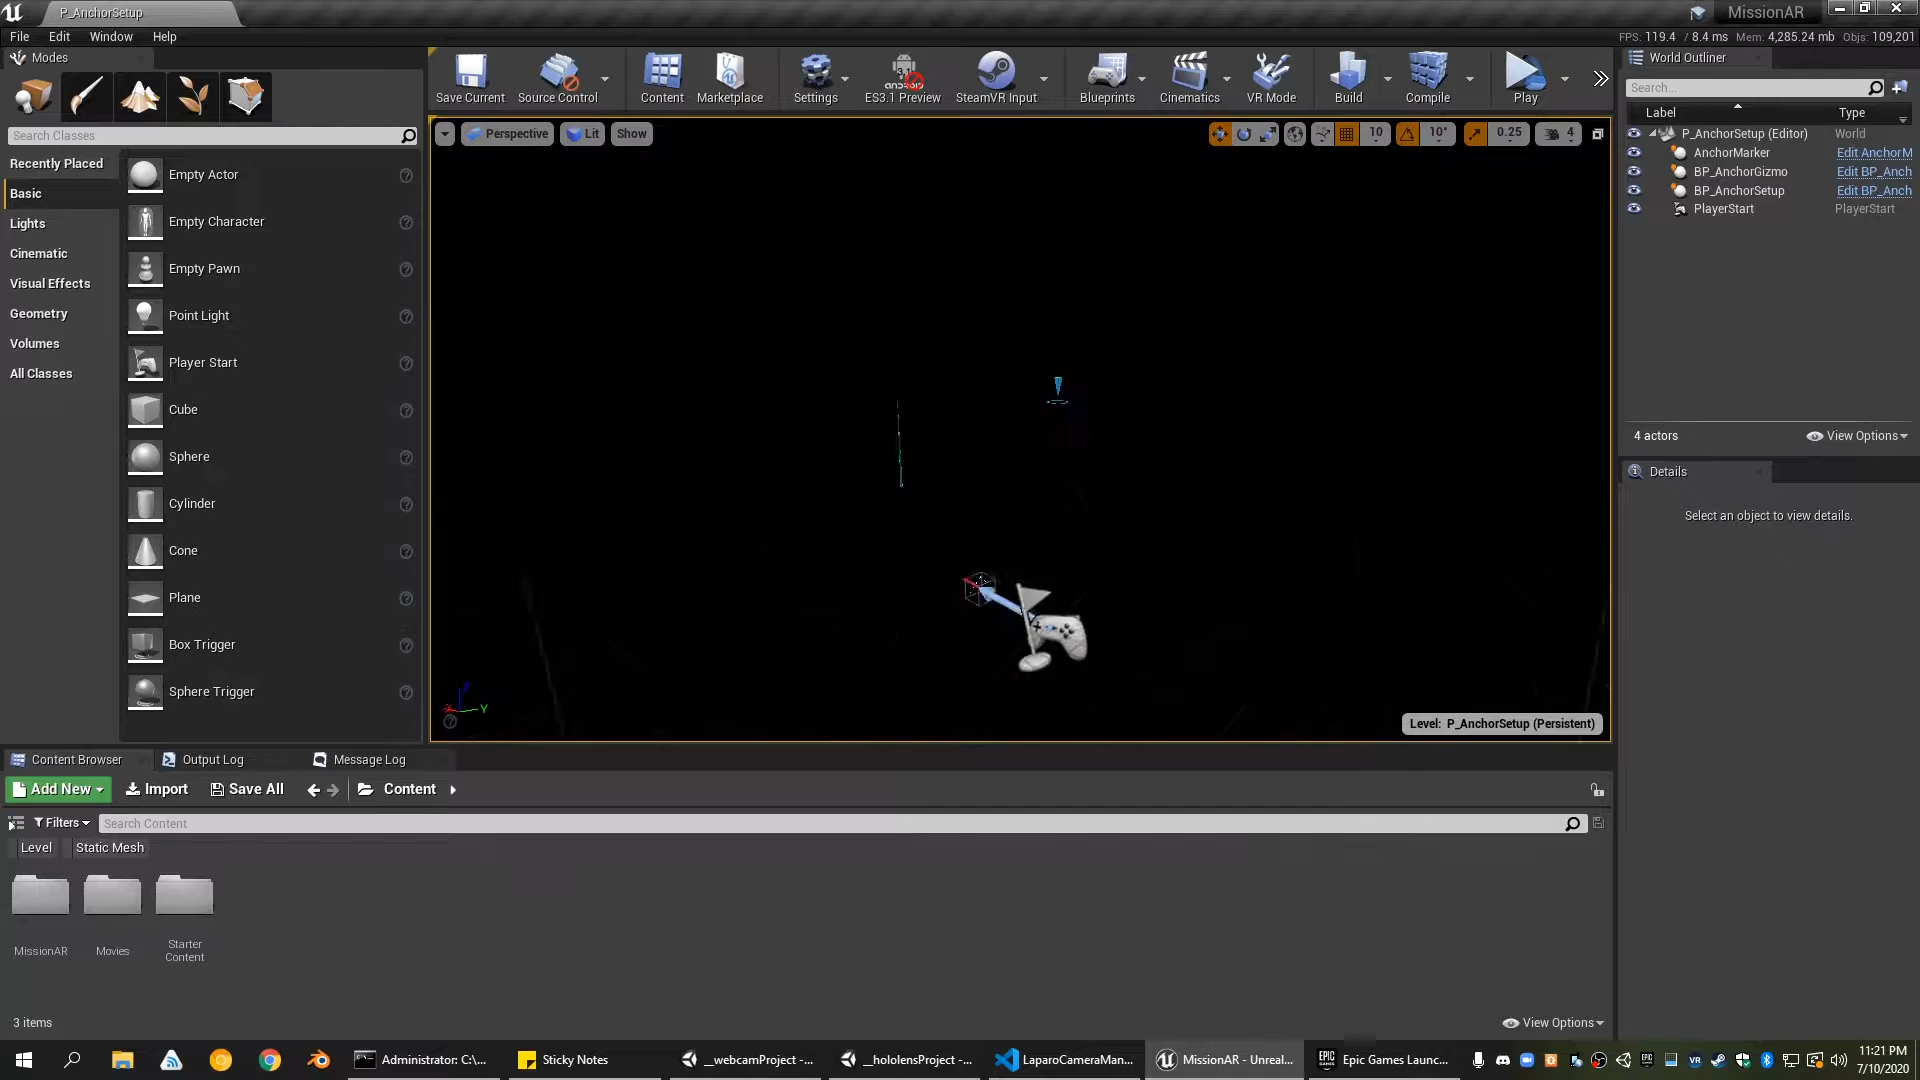 P_AnchorSetup
MissionAR
File Edit Window Help
FPS: 119.4 / 8.4 ms Mem: 4,285.24 mb Objs: 109,201
Modes
Search Classes
Recently Placed
Basic
Lights
Cinematic
Visual Effects
Geometry
Volumes
All Classes
Empty Actor
Empty Character
Empty Pawn
Point Light
Player Start
Cube
Sphere
Cylinder
Cone
Plane
Box Trigger
Sphere Trigger
Save Current
Source Control
Content
Marketplace
Settings
ES3.1 Preview
SteamVR Input
Blueprints
Cinematics
VR Mode
Build
Compile
Play
Perspective
Lit
Show
10
10°
0.25
4
Y
Level: P_AnchorSetup (Persistent)
World Outliner
Search...
Label Type
P_AnchorSetup (Editor) World
AnchorMarker Edit AnchorM
BP_AnchorGizmo Edit BP_Anch
BP_AnchorSetup Edit BP_Anch
PlayerStart PlayerStart
4 actors
View Options
Details
Select an object to view details.
Content Browser
Output Log
Message Log
Add New
Import
Save All
Content
Filters
Search Content
Level
Static Mesh
MissionAR
Movies
Starter
Content
3 items
View Options
Administrator: C:\...
Sticky Notes
__webcamProject -...
__hololensProject -...
LaparoCameraMan...
MissionAR - Unreal...
Epic Games Launc...
11:21 PM
7/10/2020